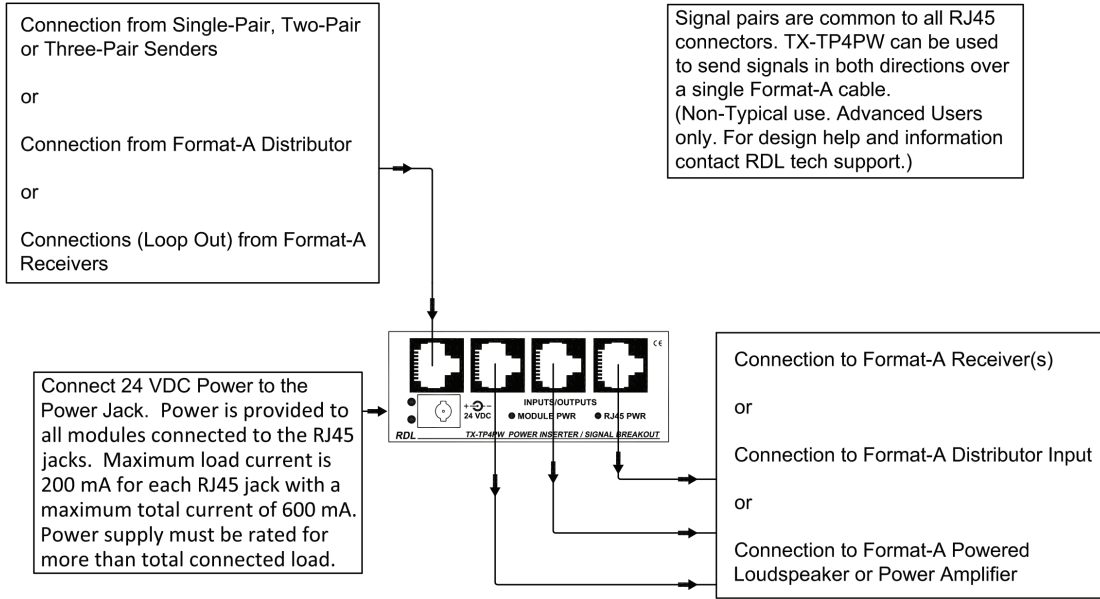 Connection from Single-Pair, Two-Pair
or Three-Pair Senders
or
Connection from Format-A Distributor
or
Connections (Loop Out) from Format-A
Receivers
Signal pairs are common to all RJ45
connectors. TX-TP4PW can be used
to send signals in both directions over
a single Format-A cable.
(Non-Typical use. Advanced Users
only. For design help and information
contact RDL tech support.)
Connect 24 VDC Power to the
Power Jack. Power is provided to
all modules connected to the RJ45
jacks. Maximum load current is
200 mA for each RJ45 jack with a
maximum total current of 600 mA.
Power supply must be rated for
more than total connected load.
CE
INPUTS/OUTPUTS
+ -
24 VDC
MODULE PWR
RJ45 PWR
RDL
TX-TP4PW POWER INSERTER / SIGNAL BREAKOUT
Connection to Format-A Receiver(s)
or
Connection to Format-A Distributor Input
or
Connection to Format-A Powered
Loudspeaker or Power Amplifier